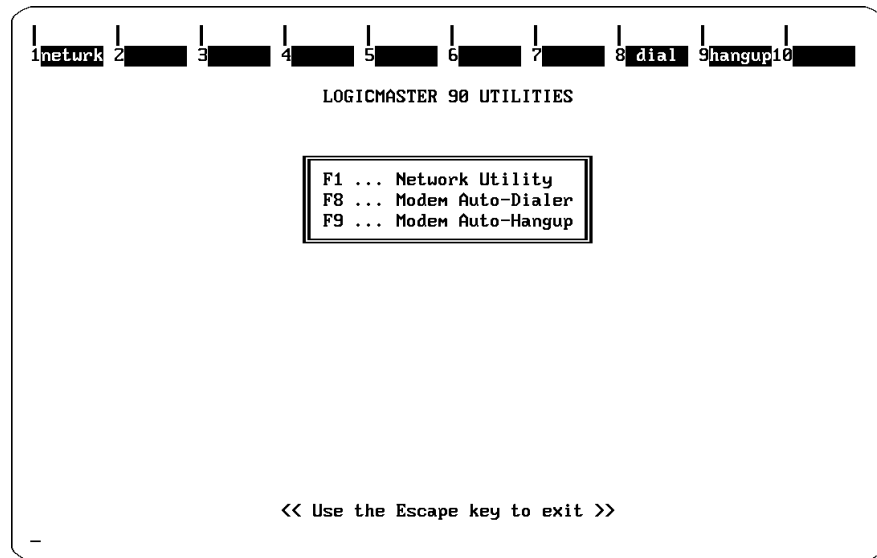 1netwrk 2 3 4 5 6 7 8 dial 9hangup10
LOGICMASTER 90 UTILITIES
F1 ... Network Utility
F8 ... Modem Auto-Dialer
F9 ... Modem Auto-Hangup
<< Use the Escape key to exit >>
_